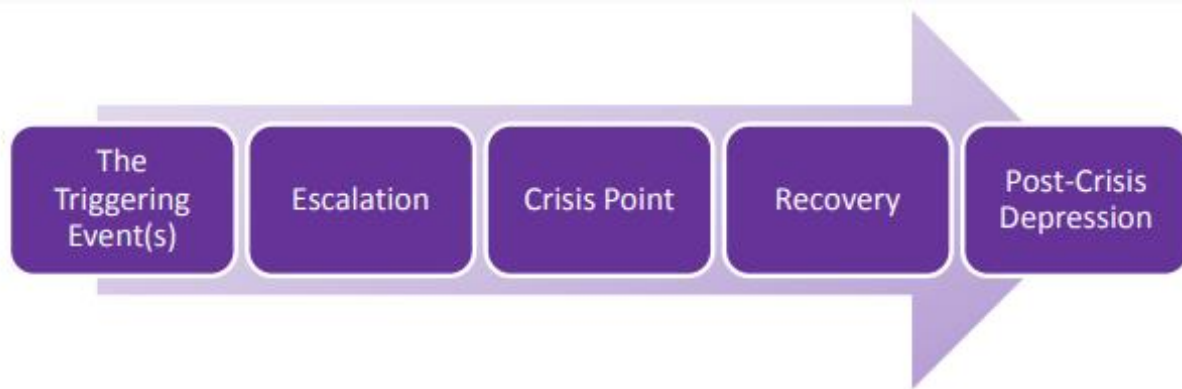 The
Triggering
Event(s)
Escalation
Crisis Point
Recovery
Post-Crisis
Depression